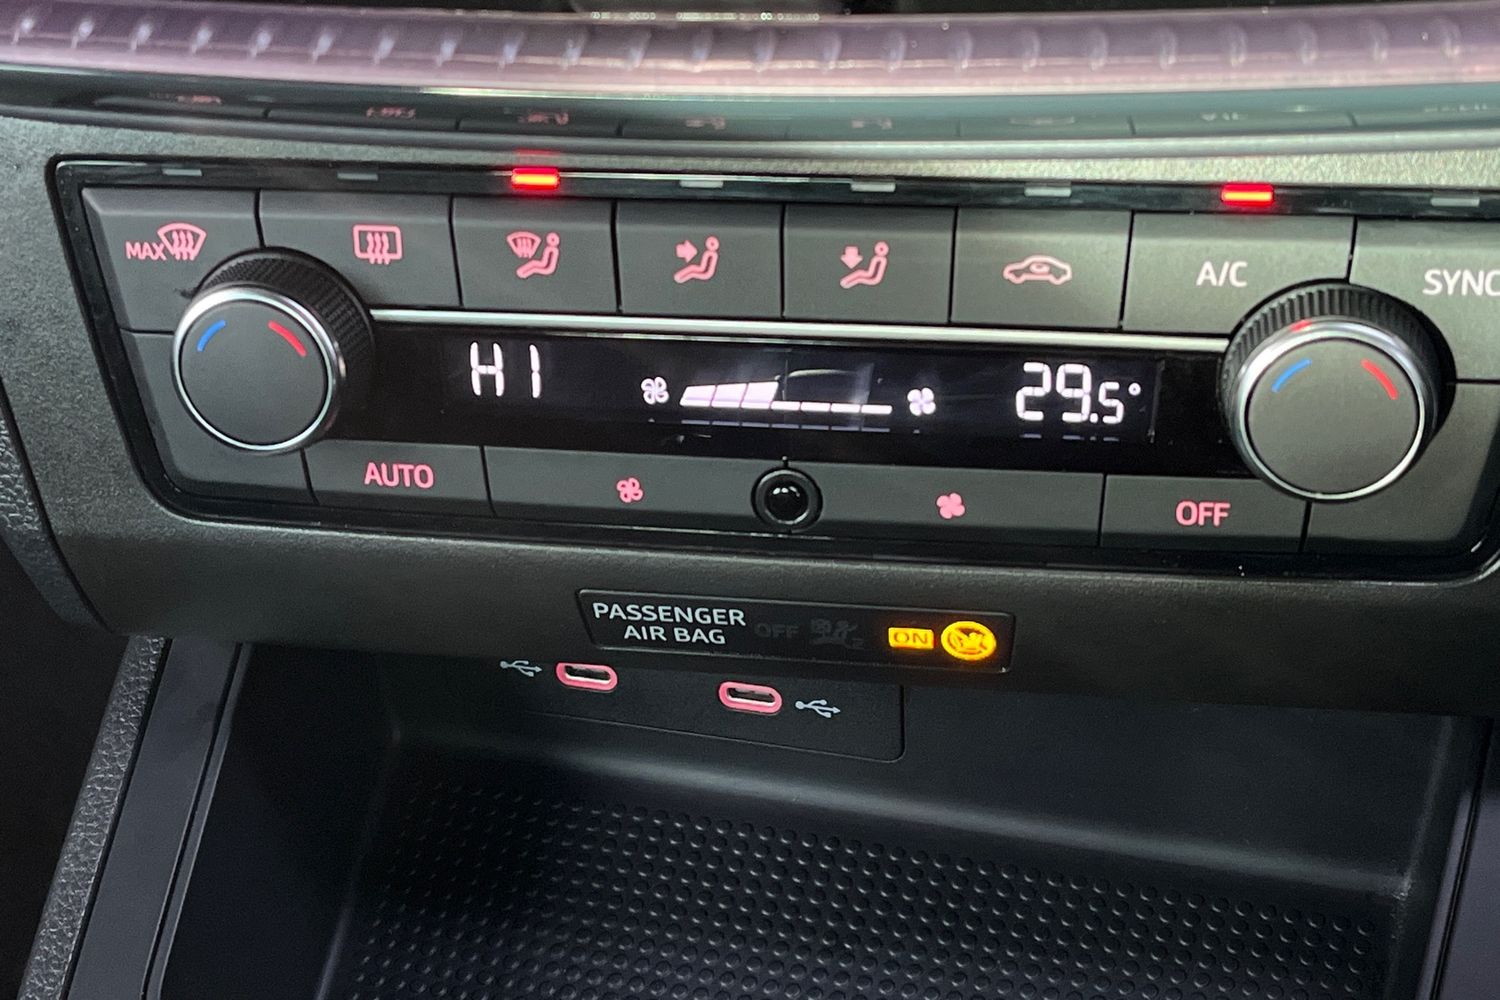 MAX
A/C
SYNC
HI
29.5°
AUTO
OFF
PASSENGER
AIR BAG
OFF
ON